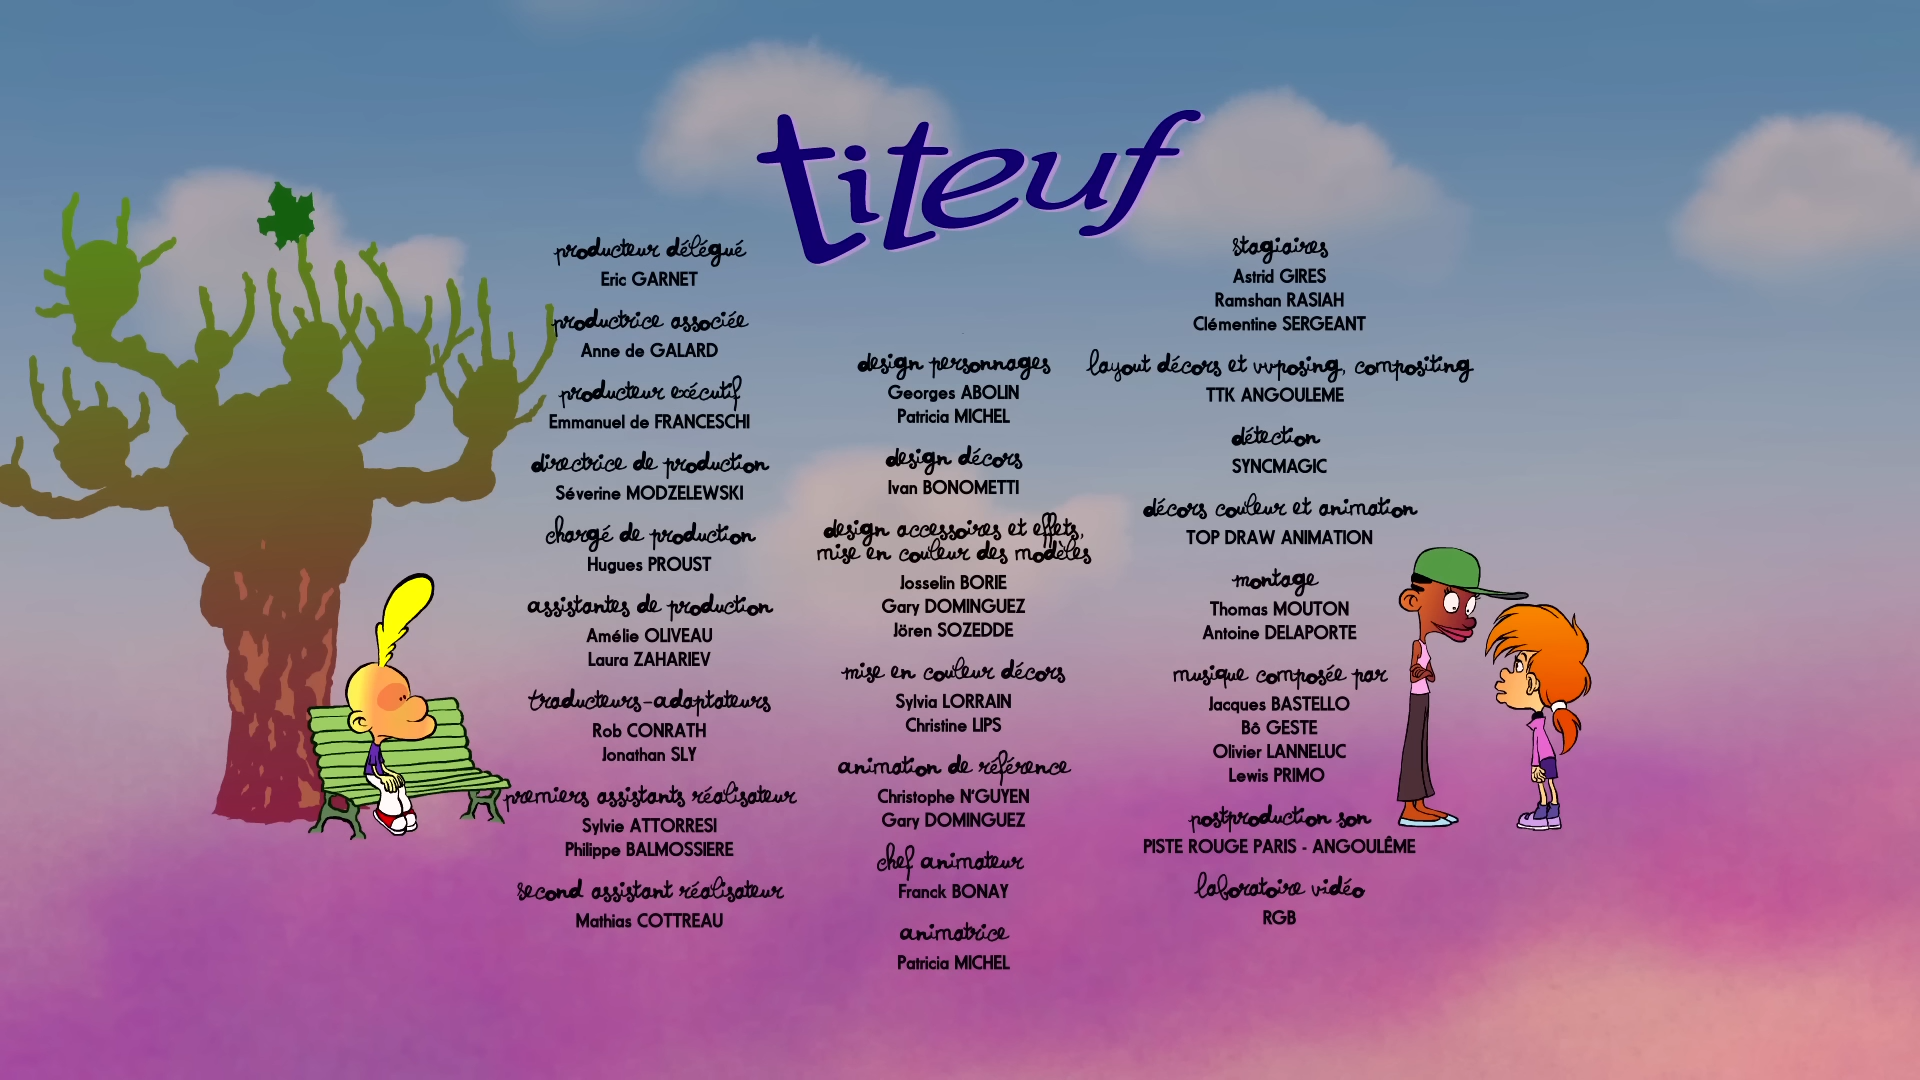 titeuf
producteur délégué
Eric GARNET
productrice associée
Anne de GALARD
producteur exécutif
Emmanuel de FRANCESCHI
directrice de production
Séverine MODZELEWSKI
chargé de production
Hugues PROUST
assistantes de production
Amélie OLIVEAU
Laura ZAHARIEV
traducteurs-adaptateurs
Rob CONRATH
Jonathan SLY
premiers assistants réalisateur
Sylvie ATTORRESI
Philippe BALMOSSIERE
second assistant réalisateur
Mathias COTTREAU
design personnages
Georges ABOLIN
Patricia MICHEL
design décors
Ivan BONOMETTI
design accessoires et effets,
mise en couleur des modèles
Josselin BORIE
Gary DOMINGUEZ
Jören SOZEDDE
mise en couleur décors
Sylvia LORRAIN
Christine LIPS
animation de référence
Christophe N'GUYEN
Gary DOMINGUEZ
chef animateur
Franck BONAY
animatrice
Patricia MICHEL
stagiaires
Astrid GIRES
Ramshan RASIAH
Clémentine SERGEANT
layout décors et vvposing, compositing
TTK ANGOULEME
détection
SYNCMAGIC
décors couleur et animation
TOP DRAW ANIMATION
montage
Thomas MOUTON
Antoine DELAPORTE
musique composée par
Jacques BASTELLO
Bô GESTE
Olivier LANNELUC
Lewis PRIMO
postproduction son
PISTE ROUGE PARIS - ANGOULÊME
laboratoire vidéo
RGB